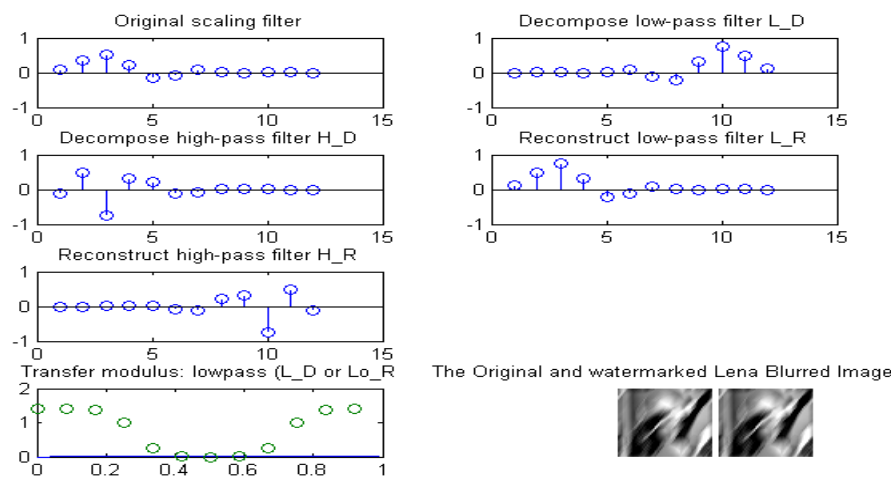 Original scaling filter
1
0
-1
0 5 10 15
Decompose low-pass filter L_D
1
0
-1
0 5 10 15
Decompose high-pass filter H_D
1
0
-1
0 5 10 15
Reconstruct low-pass filter L_R
1
0
-1
0 5 10 15
Reconstruct high-pass filter H_R
1
0
-1
0 5 10 15
Transfer modulus: lowpass (L_D or Lo_R
2
1
0
0 0.2 0.4 0.6 0.8 1
The Original and watermarked Lena Blurred Image